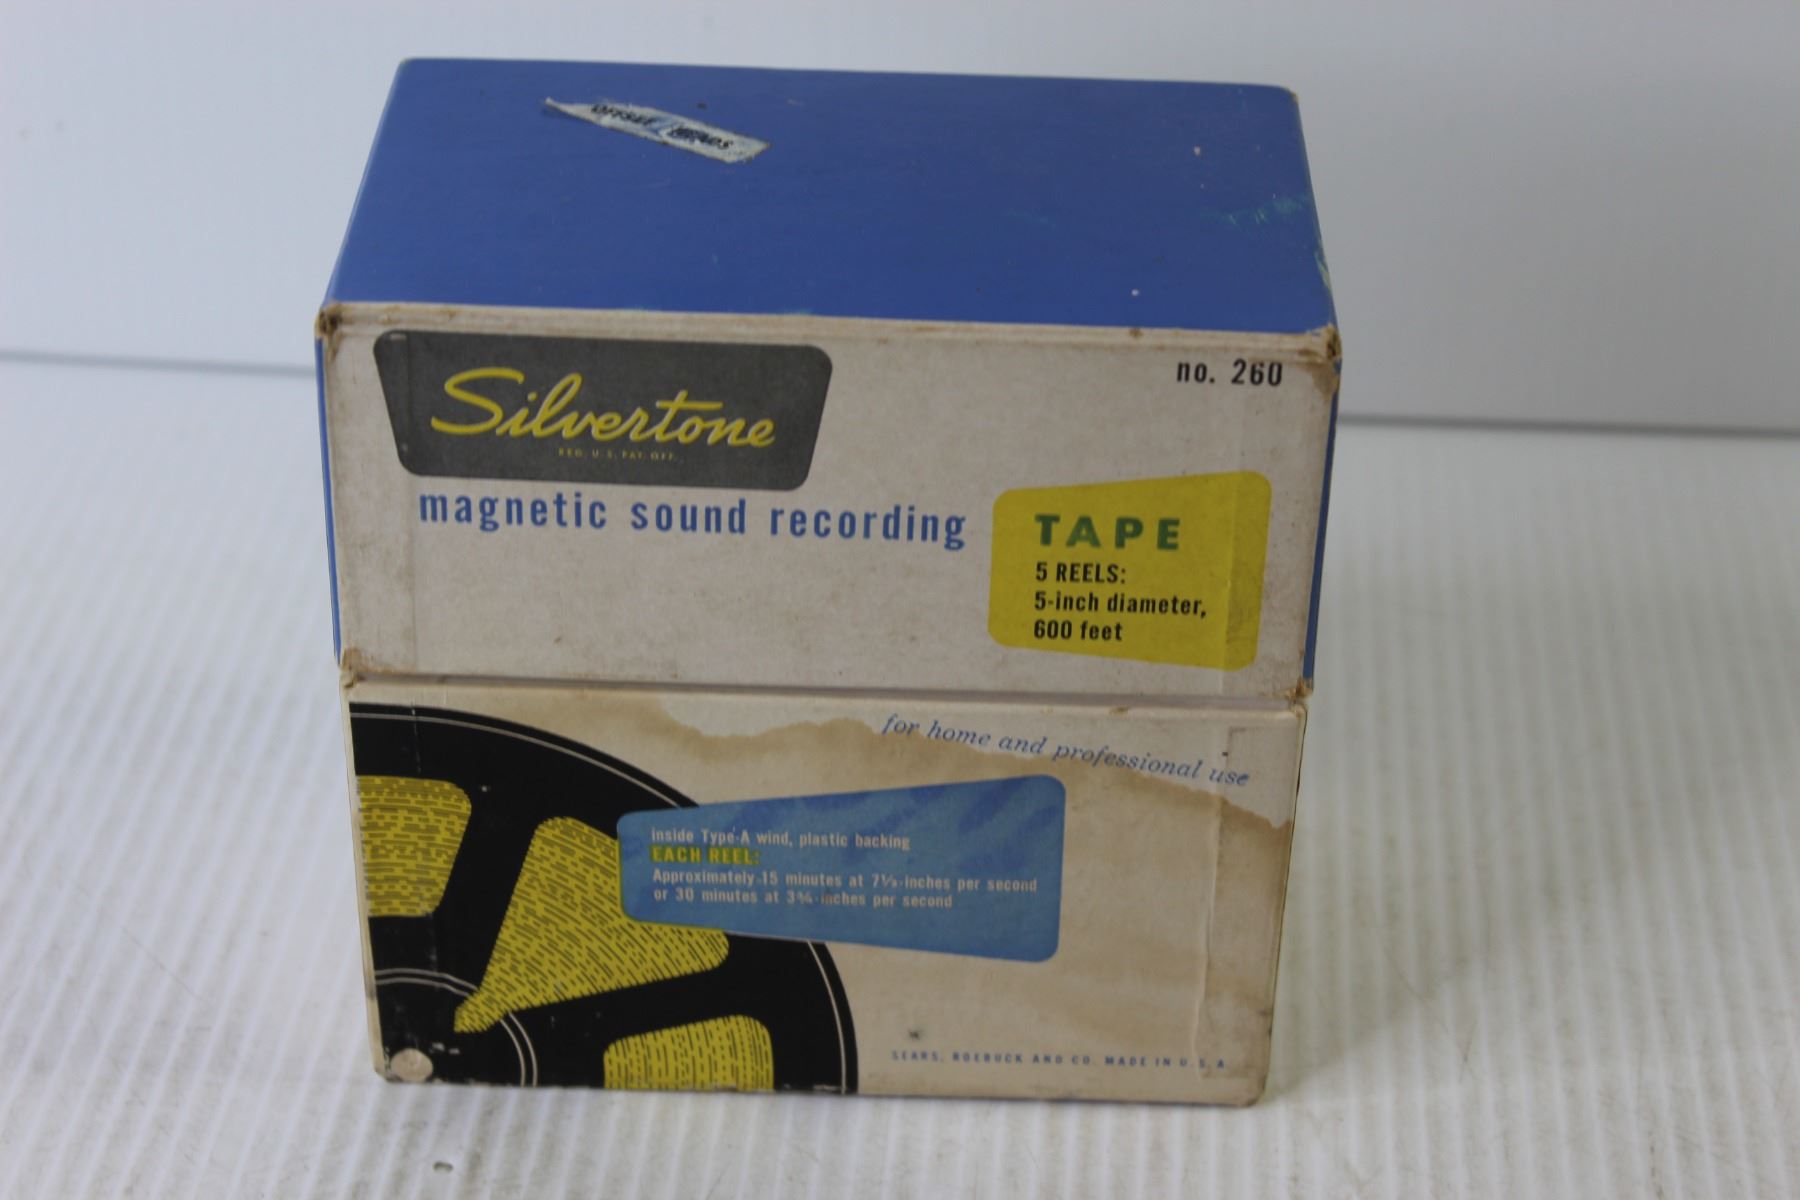 OFFSET HEADS
Silvertone
REG. U.S. PAT. OFF.
no. 260
magnetic sound recording
TAPE
5 REELS:
5-inch diameter,
600 feet
for home and professional use
inside Type-A wind, plastic backing
EACH REEL:
Approximately 15 minutes at 7½-inches per second
or 30 minutes at 3¾-inches per second
SEARS, ROEBUCK AND CO. MADE IN U.S.A.